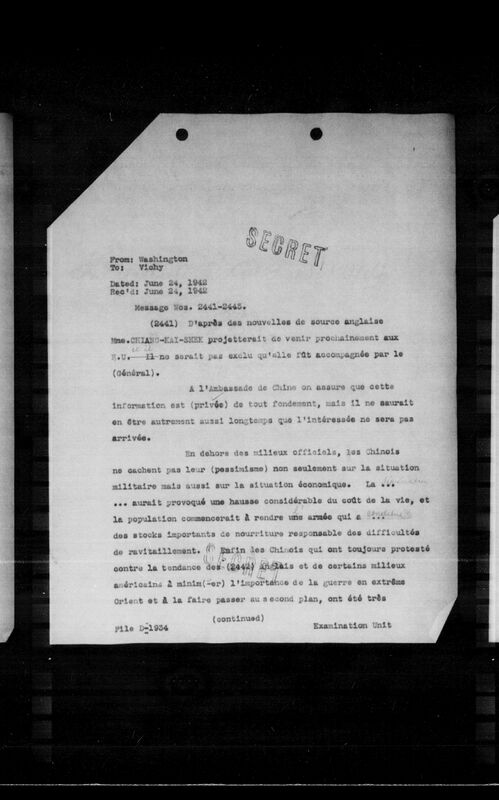 SECRET
From: Washington
To: Vichy
Dated: June 24, 1942
Rec'd: June 24, 1942
Message Nos. 2441-2445.
(2441) D'après des nouvelles de source anglaise
Mme.CHIANG-KAI-SHEK projetterait de venir prochainement aux
E.U. et il ne serait pas exclu qu'elle fût accompagnée par le
(Général).
A l'Ambassade de Chine on assure que cette
information est (privée) de tout fondement, mais il ne saurait
en être autrement aussi longtemps que l'intéressée ne sera pas
arrivée.
En dehors des milieux officiels, les Chinois
ne cachent pas leur (pessimisme) non seulement sur la situation
militaire mais aussi sur la situation économique. La ...
... aurait provoqué une hausse considérable du coût de la vie, et
la population commencerait à rendre une armée qui a ...
des stocks importants de nourriture responsable des difficultés
de ravitaillement. Enfin les Chinois qui ont toujours protesté
SECRET
contre la tendance des (2442) anglais et de certains milieux
américains à minim(-er) l'importance de la guerre en extrême
Orient et à la faire passer au second plan, ont été très
(continued)
File D-1934 Examination Unit